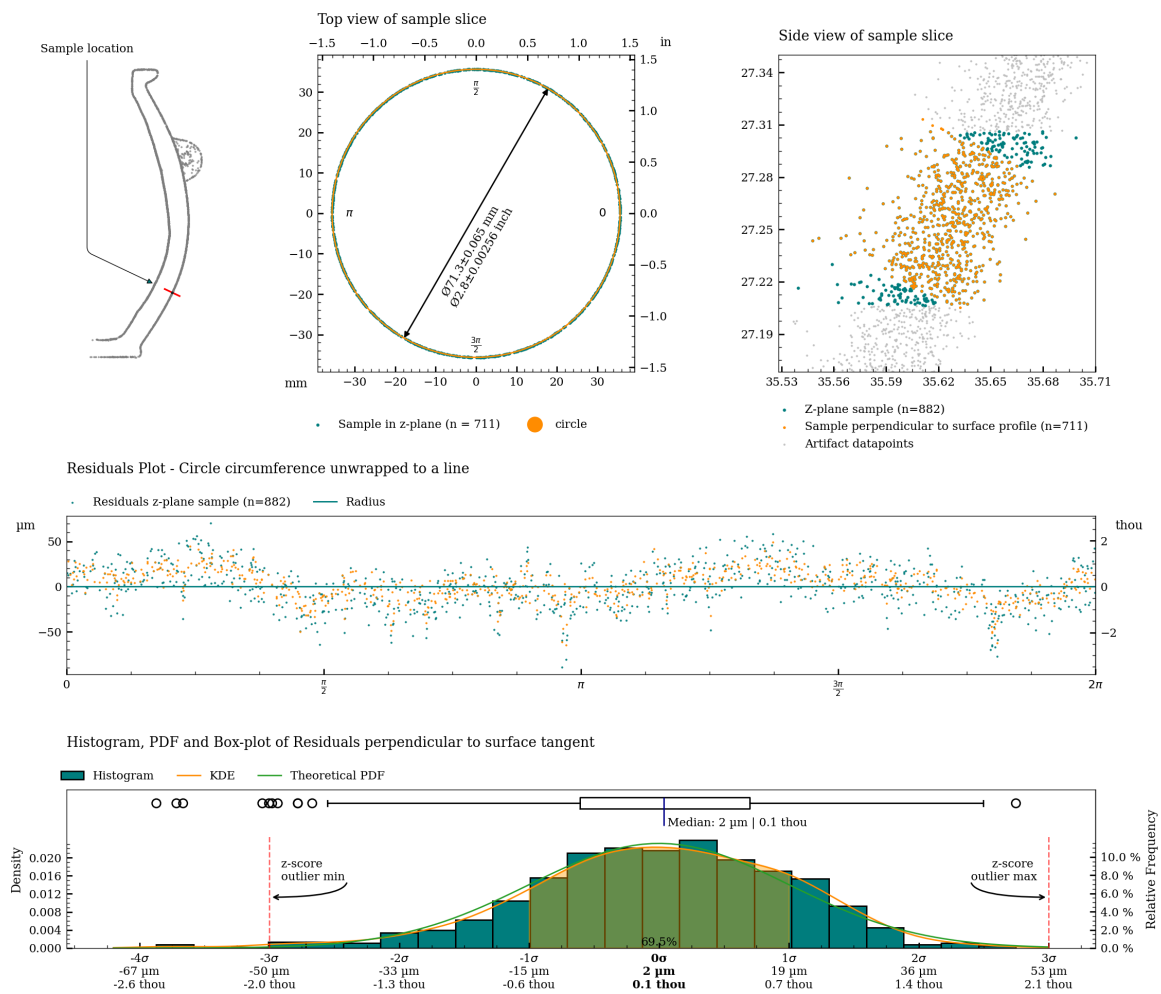 Top view of sample slice
Side view of sample slice
Sample location
−1.5 −1.0 −0.5 0.0 0.5 1.0 1.5 in
30
20
10
0
−10
−20
−30
1.5
1.0
0.5
0.0
−0.5
−1.0
−1.5
π/2
π
0
3π/2
Ø71.3±0.065 mm
Ø2.8±0.00256 inch
mm
−30 −20 −10 0 10 20 30
27.34
27.31
27.28
27.25
27.22
27.19
35.53 35.56 35.59 35.62 35.65 35.68 35.71
Sample in z-plane (n = 711) circle
Z-plane sample (n=882)
Sample perpendicular to surface profile (n=711)
Artifact datapoints
Residuals Plot - Circle circumference unwrapped to a line
Residuals z-plane sample (n=882) Radius
µm
thou
50
0
−50
2
0
−2
0 π/2 π 3π/2 2π
Histogram, PDF and Box-plot of Residuals perpendicular to surface tangent
Histogram KDE Theoretical PDF
Median: 2 µm | 0.1 thou
Density
0.020
0.016
0.012
0.008
0.004
0.000
z-score
outlier min
z-score
outlier max
69.5%
10.0 %
8.0 %
6.0 %
4.0 %
2.0 %
0.0 %
Relative Frequency
-4σ -3σ -2σ -1σ 0σ 1σ 2σ 3σ
-67 µm -50 µm -33 µm -15 µm 2 µm 19 µm 36 µm 53 µm
-2.6 thou -2.0 thou -1.3 thou -0.6 thou 0.1 thou 0.7 thou 1.4 thou 2.1 thou